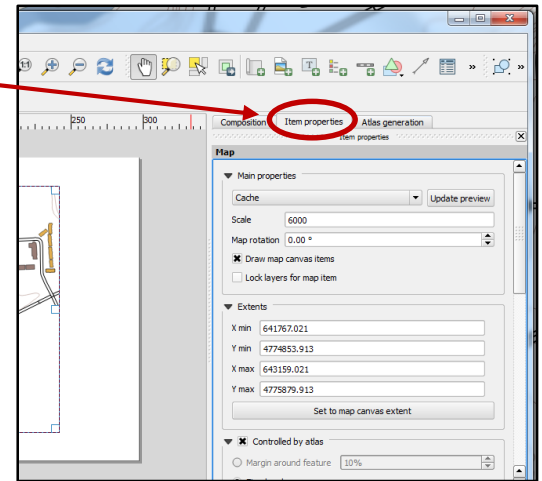 1:1
»
»
250
300
Composition
Item properties
Atlas generation
Item properties
Map
Main properties
Cache
Update preview
Scale
6000
Map rotation
0.00 °
Draw map canvas items
Lock layers for map item
Extents
X min
641767.021
Y min
4774853.913
X max
643159.021
Y max
4775879.913
Set to map canvas extent
Controlled by atlas
Margin around feature
10%